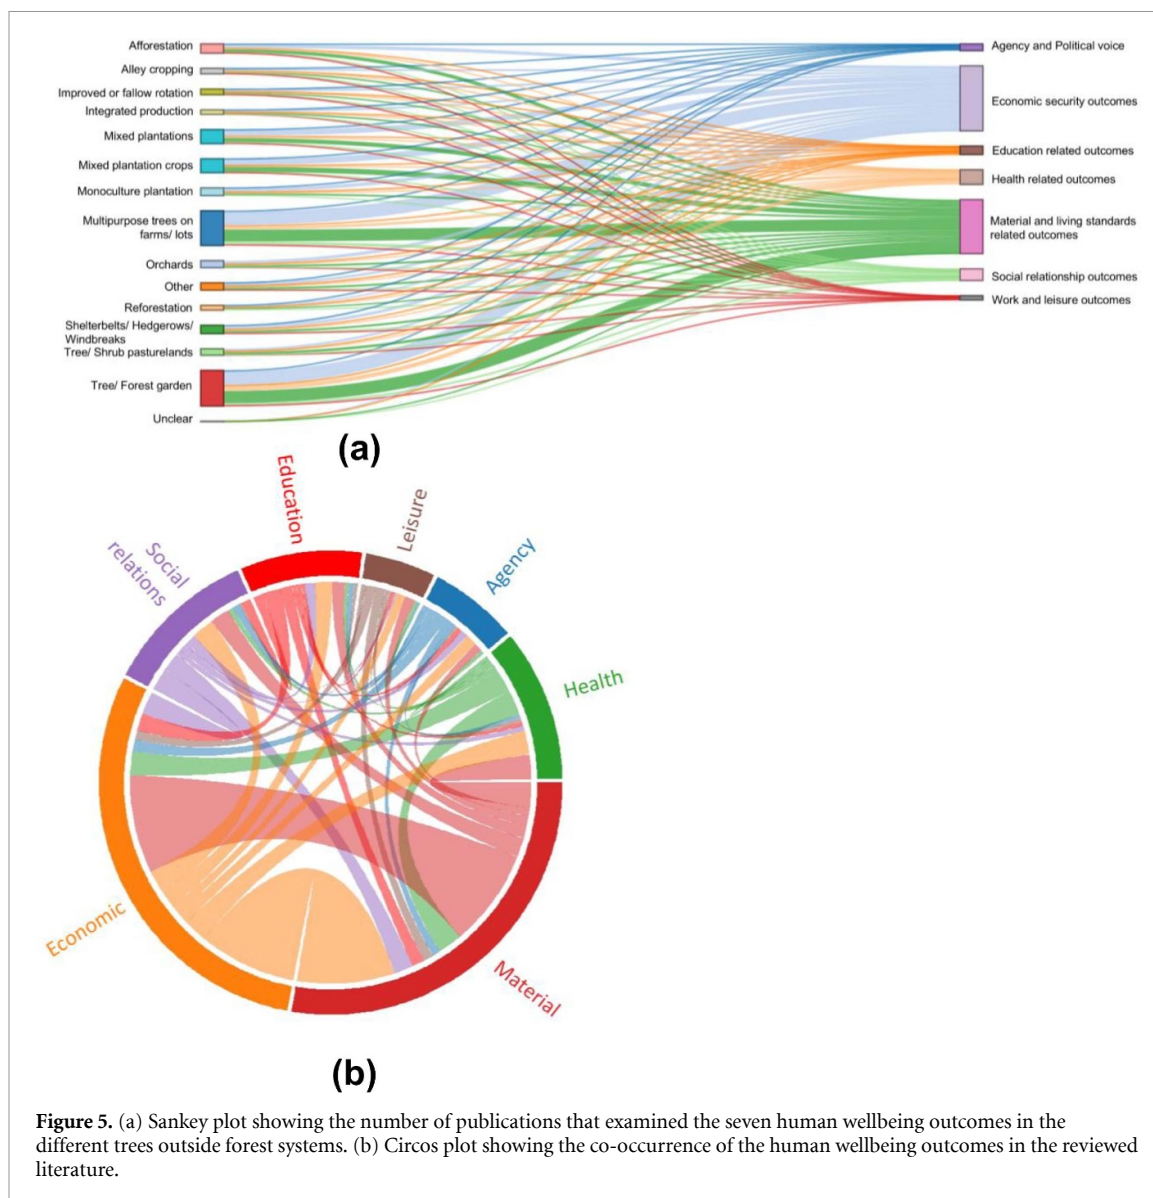 Afforestation
Alley cropping
Improved or fallow rotation
Integrated production
Mixed plantations
Mixed plantation crops
Monoculture plantation
Multipurpose trees on
farms/ lots
Orchards
Other
Reforestation
Shelterbelts/ Hedgerows/
Windbreaks
Tree/ Shrub pasturelands
Tree/ Forest garden
Unclear
Agency and Political voice
Economic security outcomes
Education related outcomes
Health related outcomes
Material and living standards
related outcomes
Social relationship outcomes
Work and leisure outcomes
(a)
Education
Leisure
Social
relations
Agency
Health
Economic
Material
(b)
Figure 5. (a) Sankey plot showing the number of publications that examined the seven human wellbeing outcomes in the
different trees outside forest systems. (b) Circos plot showing the co-occurrence of the human wellbeing outcomes in the reviewed
literature.